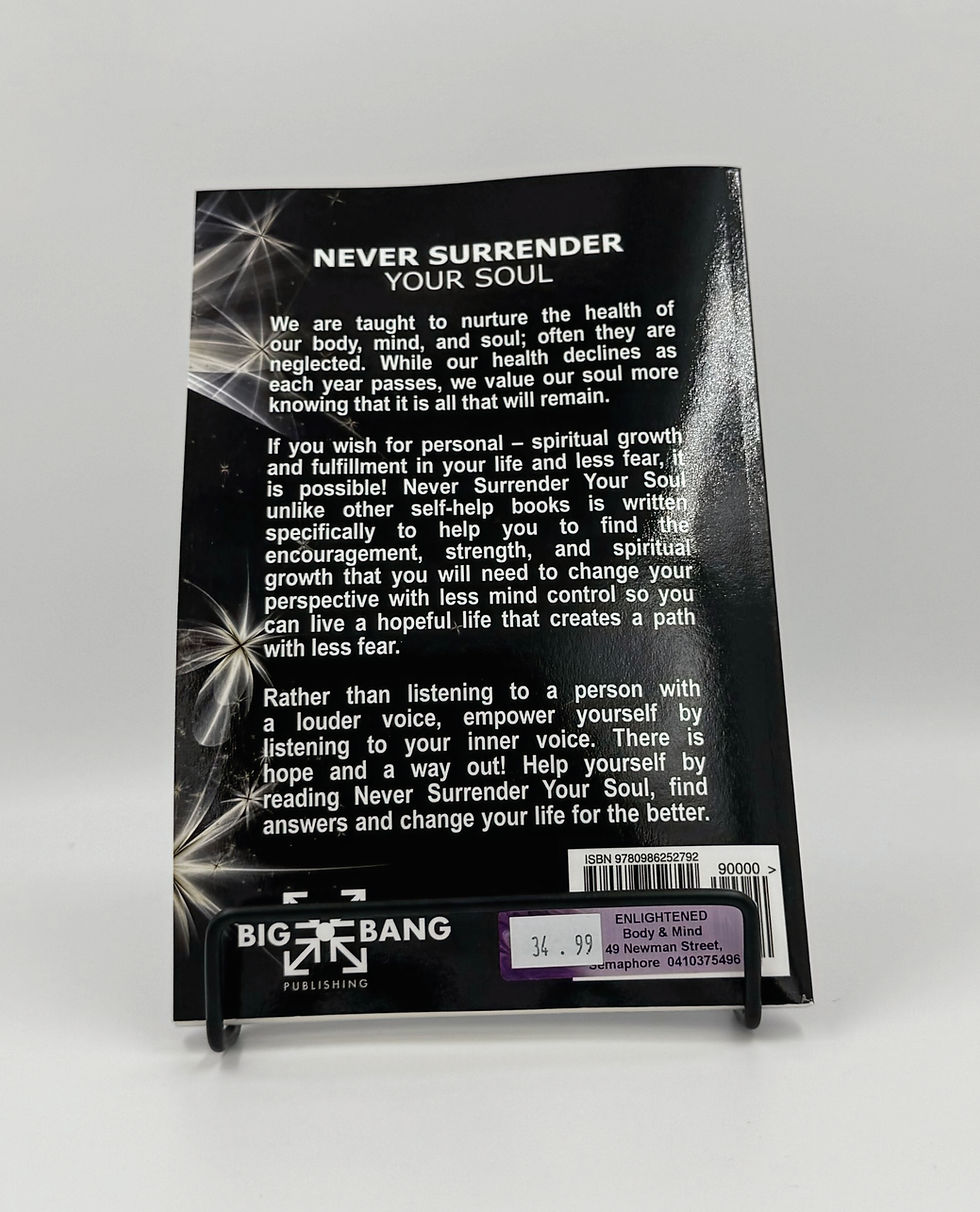 NEVER SURRENDER
YOUR SOUL
We are taught to nurture the health of
our body, mind, and soul; often they are
neglected. While our health declines as
each year passes, we value our soul more
knowing that it is all that will remain.
If you wish for personal – spiritual growth
and fulfillment in your life and less fear, it
is possible! Never Surrender Your Soul
unlike other self-help books is written
specifically to help you to find the
encouragement, strength, and spiritual
growth that you will need to change your
perspective with less mind control so you
can live a hopeful life that creates a path
with less fear.
Rather than listening to a person with
a louder voice, empower yourself by
listening to your inner voice. There is
hope and a way out! Help yourself by
reading Never Surrender Your Soul, find
answers and change your life for the better.
ISBN 9780986252792
90000 >
BIG BANG
PUBLISHING
34.99
ENLIGHTENED
Body & Mind
49 Newman Street,
Semaphore 0410375496